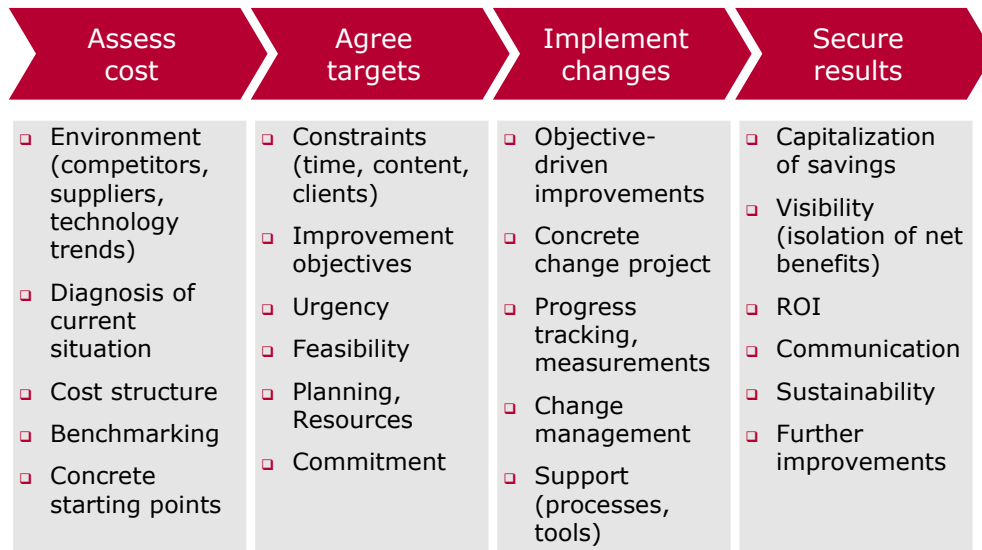 Assess
cost
Agree
targets
Implement
changes
Secure
results
Environment
(competitors,
suppliers,
technology
trends)
Diagnosis of
current
situation
Cost structure
Benchmarking
Concrete
starting points
Constraints
(time, content,
clients)
Improvement
objectives
Urgency
Feasibility
Planning,
Resources
Commitment
Objective-
driven
improvements
Concrete
change project
Progress
tracking,
measurements
Change
management
Support
(processes,
tools)
Capitalization
of savings
Visibility
(isolation of net
benefits)
ROI
Communication
Sustainability
Further
improvements